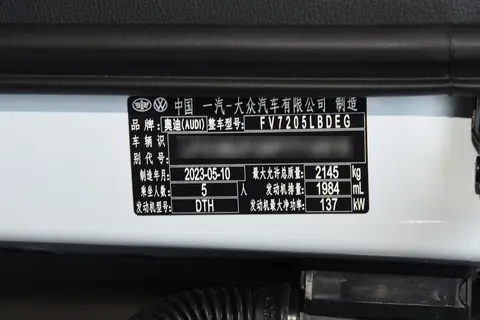 中国 一汽-大众汽车有限公司 制造
品牌: 奥迪(AUDI) 整车型号: FV7205LBDEG
车辆识
别代号:
制造年月: 2023-05-10 最大允许总质量: 2145 kg
乘坐人数: 5 人 发动机排量: 1984 mL
发动机型号: DTH 发动机最大净功率: 137 kW